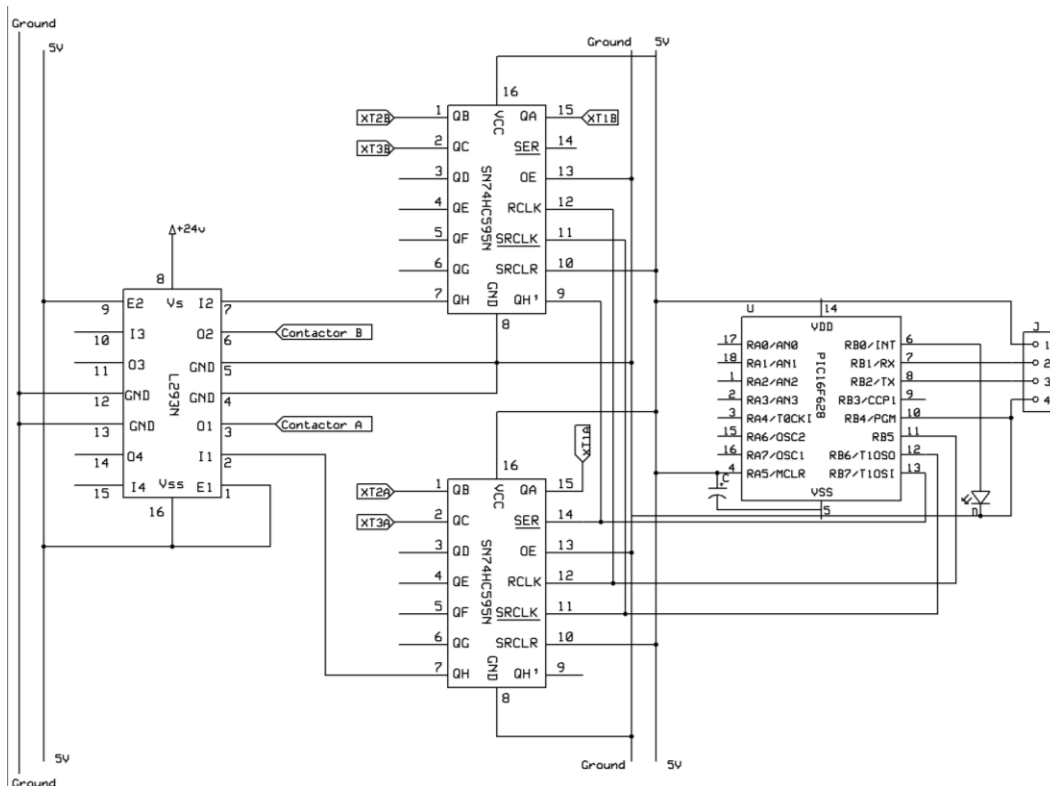 Ground
5V
Ground
5V
16
XT2B
1
QB
VCC
QA
15
XT1B
XT3B
2
QC
SER
14
3
QD
OE
13
4
QE
RCLK
12
5
QF
SRCLK
11
6
QG
SRCLR
10
7
QH
GND
QH'
9
SN74HC595N
8
+24v
8
9
E2
Vs
I2
7
10
I3
O2
6
Contactor B
11
O3
GND
5
12
GND
GND
4
13
GND
O1
3
Contactor A
14
O4
I1
2
15
I4
Vss
E1
1
L293N
16
XT1A
16
XT2A
1
QB
VCC
QA
15
XT3A
2
QC
SER
14
3
QD
OE
13
4
QE
RCLK
12
5
QF
SRCLK
11
6
QG
SRCLR
10
7
QH
GND
QH'
9
SN74HC595N
8
U
14
VDD
17
RA0/AN0
RB0/INT
6
18
RA1/AN1
RB1/RX
7
1
RA2/AN2
RB2/TX
8
2
RA3/AN3
RB3/CCP1
9
3
RA4/T0CKI
RB4/PGM
10
15
RA6/OSC2
RB5
11
16
RA7/OSC1
RB6/T1OSO
12
4
RA5/MCLR
RB7/T1OSI
13
PIC16F628
VSS
5
C
+
D
J
1
2
3
4
5V
Ground
Ground
5V